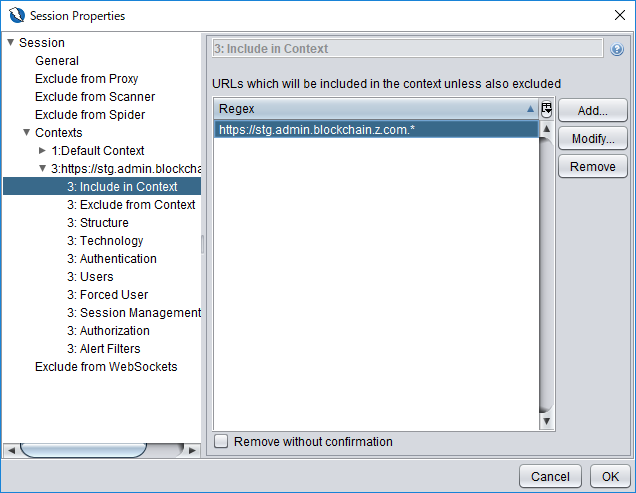 Session Properties
Session
General
Exclude from Proxy
Exclude from Scanner
Exclude from Spider
Contexts
1:Default Context
3:https://stg.admin.blockcha
3: Include in Context
3: Exclude from Context
3: Structure
3: Technology
3: Authentication
3: Users
3: Forced User
3: Session Management
3: Authorization
3: Alert Filters
Exclude from WebSockets
3: Include in Context
URLs which will be included in the context unless also excluded
Regex
https://stg.admin.blockchain.z.com.*
Add...
Modify...
Remove
Remove without confirmation
Cancel
OK